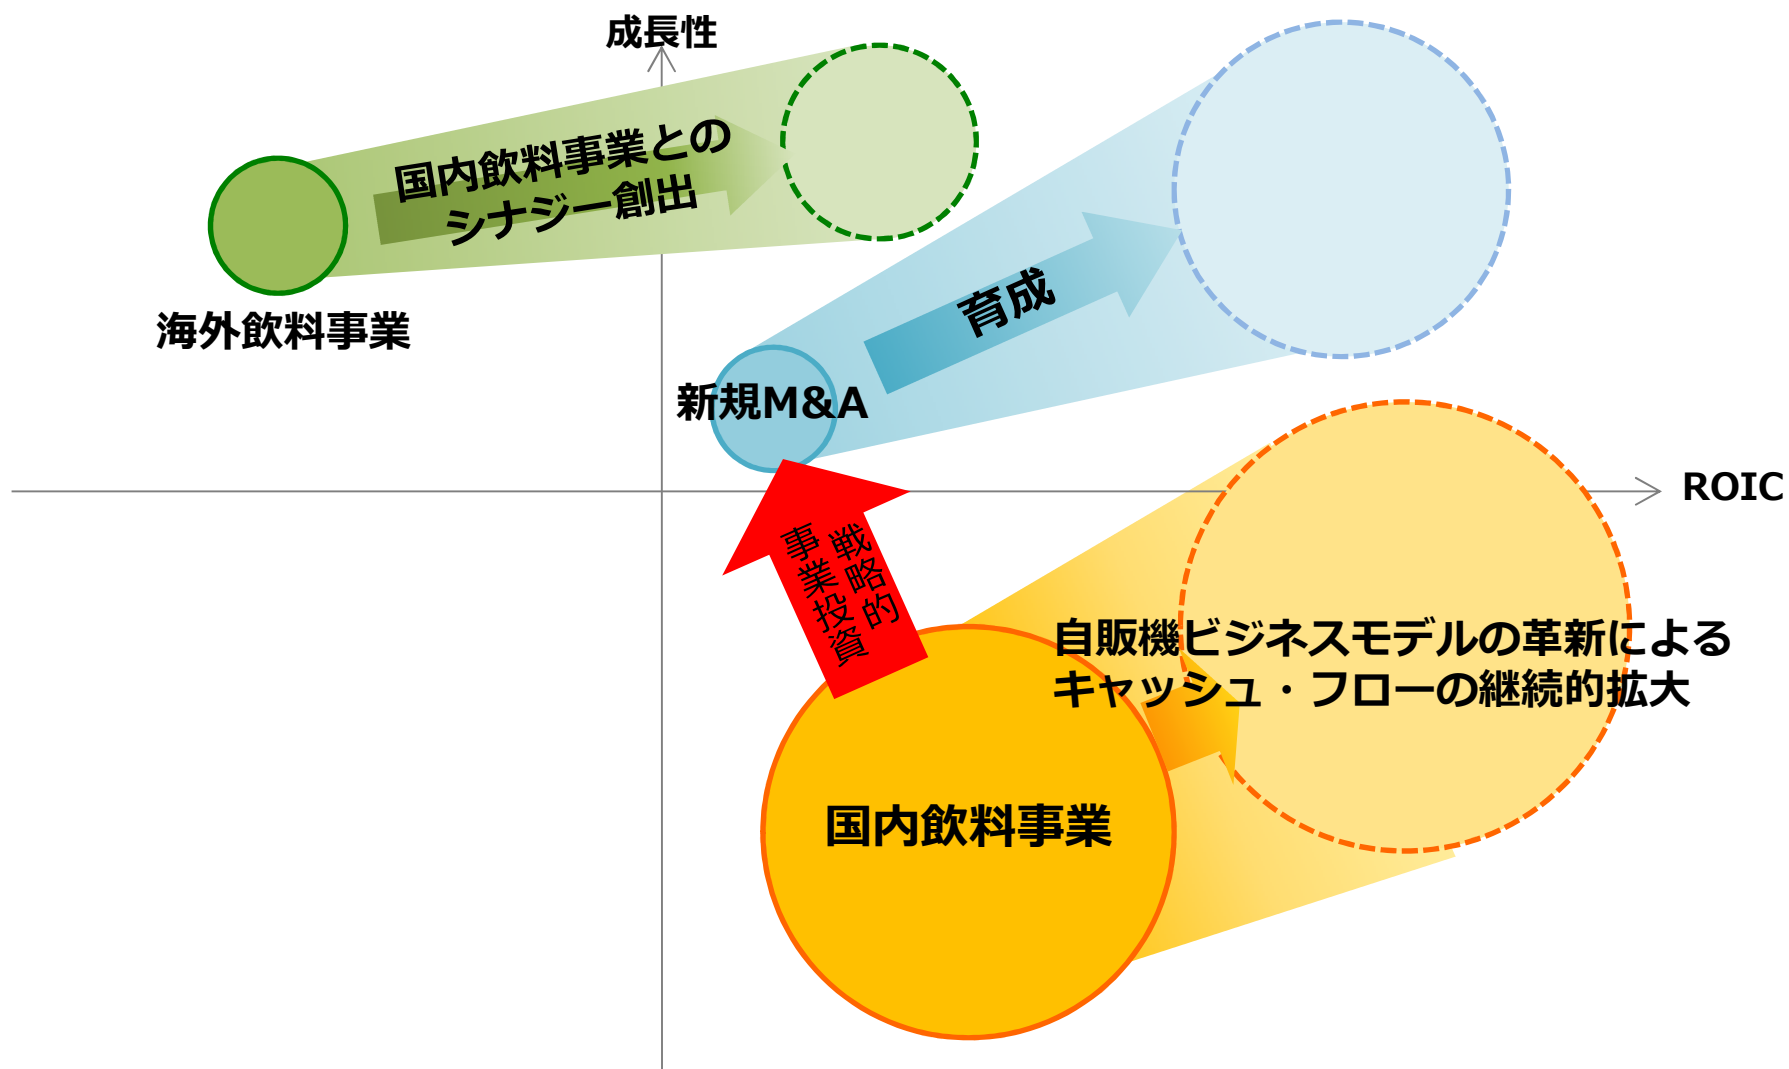 成長性
国内飲料事業との
シナジー創出
海外飲料事業
育成
新規M&A
ROIC
戦略的
事業投資
自販機ビジネスモデルの革新による
キャッシュ・フローの継続的拡大
国内飲料事業